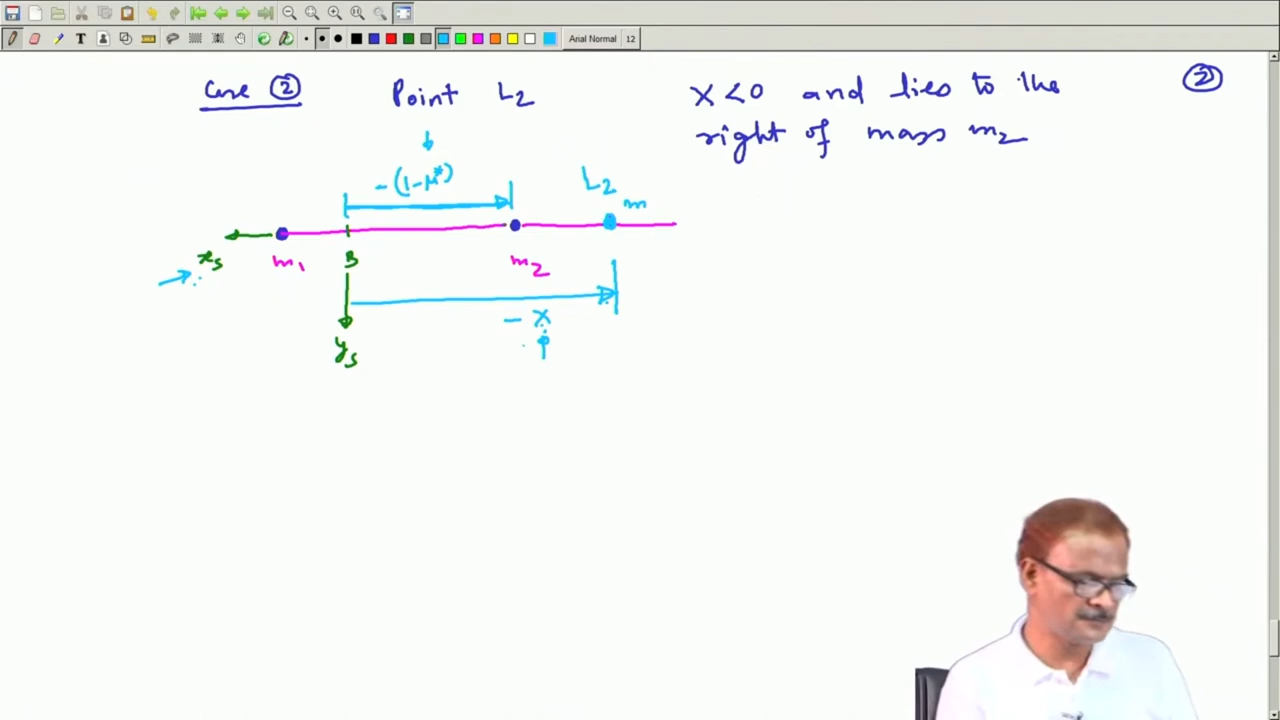 Arial Normal 12
Case ② Point L2 X<0 and lies to the ②
right of mass m2
-(1-μ*)
L2
m
xs m1 B m2
- X
ys